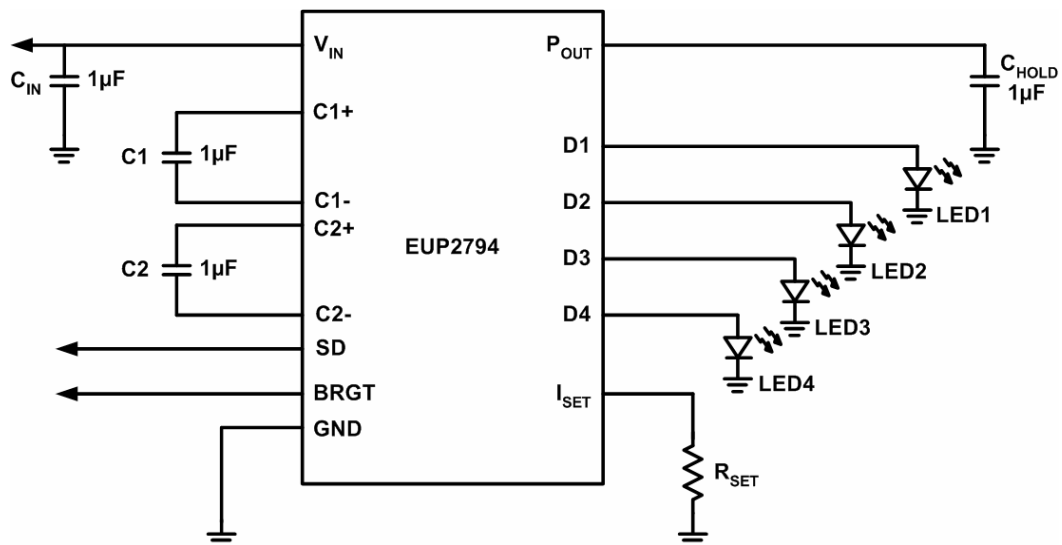 V_IN
P_OUT
C_IN
1µF
C_HOLD
1µF
C1+
D1
C1
1µF
LED1
C1-
D2
C2+
EUP2794
LED2
C2
1µF
D3
C2-
D4
LED3
SD
LED4
BRGT
I_SET
GND
R_SET